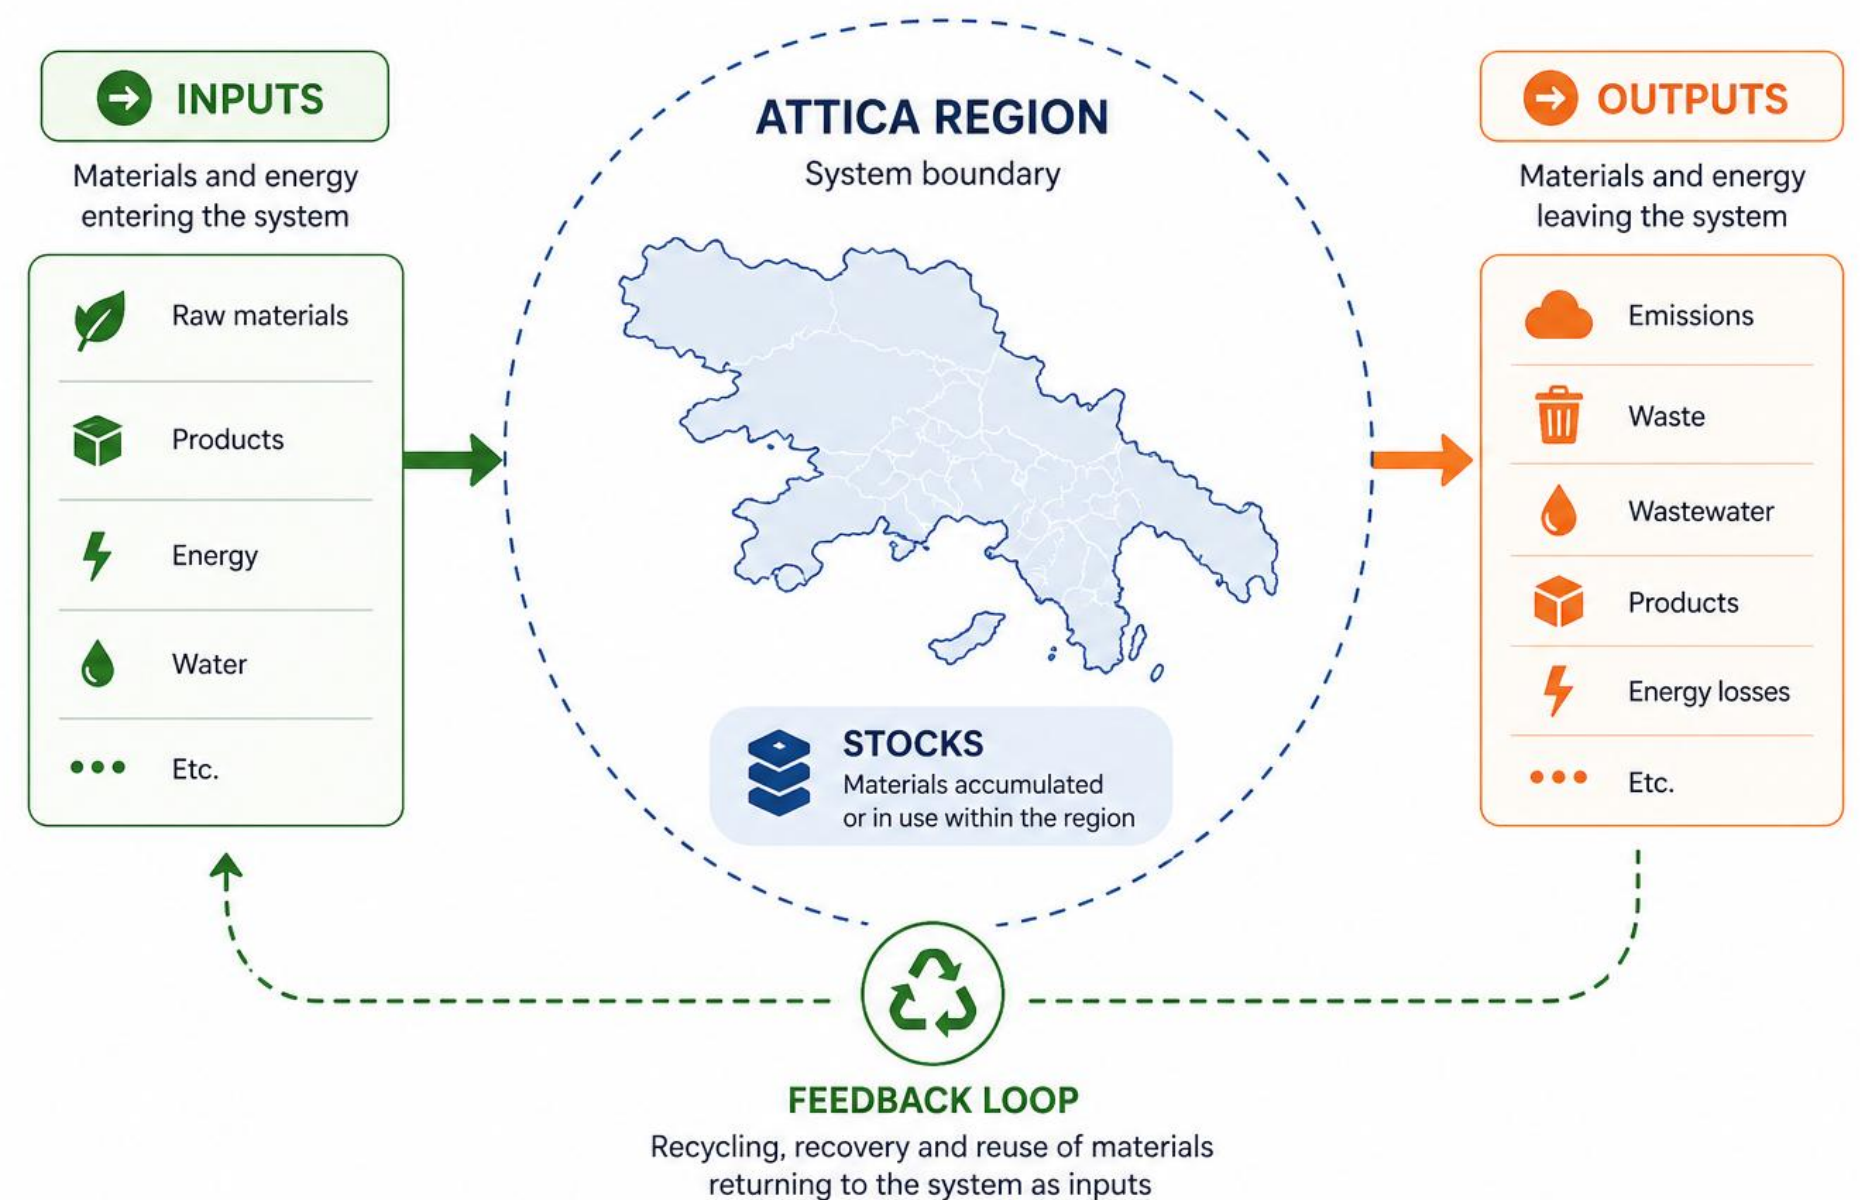 INPUTS
Materials and energy
entering the system
Raw materials
Products
Energy
Water
Etc.
ATTICA REGION
System boundary
STOCKS
Materials accumulated
or in use within the region
OUTPUTS
Materials and energy
leaving the system
Emissions
Waste
Wastewater
Products
Energy losses
Etc.
FEEDBACK LOOP
Recycling, recovery and reuse of materials
returning to the system as inputs